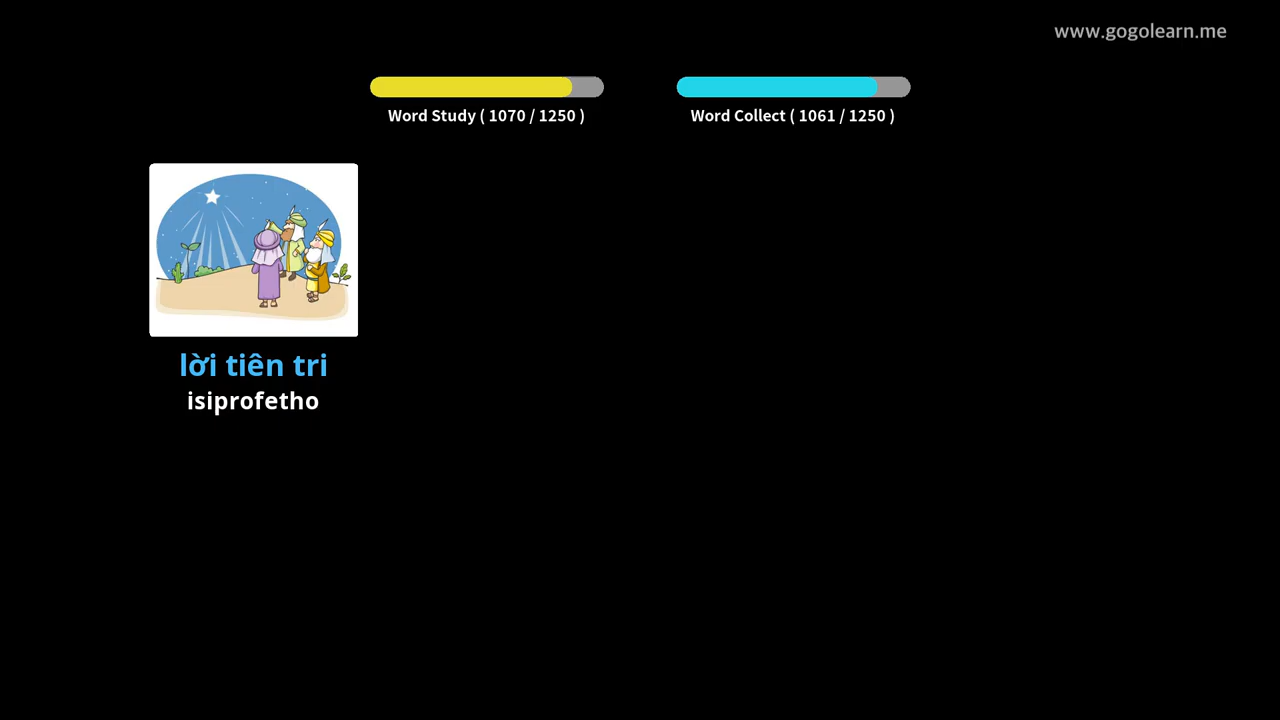 www.gogolearn.me
Word Study ( 1070 / 1250 )
Word Collect ( 1061 / 1250 )
lời tiên tri
isiprofetho